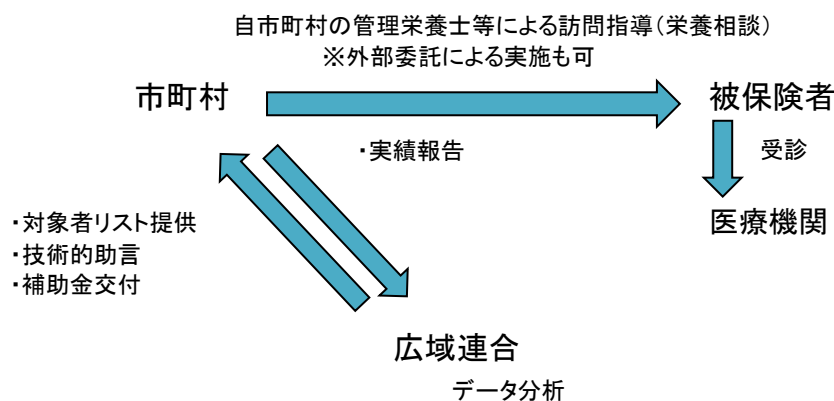 自市町村の管理栄養士等による訪問指導（栄養相談）
※外部委託による実施も可
市町村
被保険者
・実績報告
受診
・対象者リスト提供
・技術的助言
・補助金交付
医療機関
広域連合
データ分析